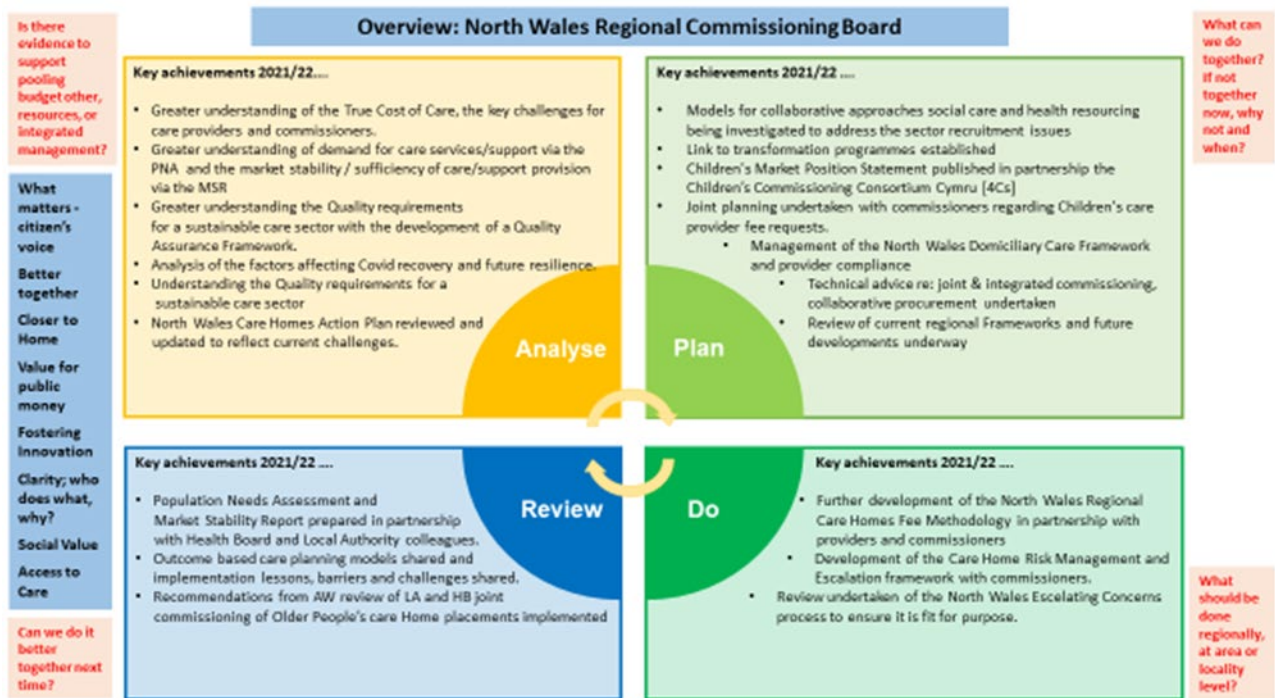 Overview: North Wales Regional Commissioning Board
Is there
evidence to
support
pooling
budget other,
resources, or
integrated
management?
What
matters -
citizen's
voice
Better
together
Closer to
Home
Value for
public
money
Fostering
Innovation
Clarity; who
does what,
why?
Social Value
Access to
Care
Can we do it
better
together next
time?
Key achievements 2021/22....
• Greater understanding of the True Cost of Care, the key challenges for
care providers and commissioners.
• Greater understanding of demand for care services/support via the
PNA and the market stability / sufficiency of care/support provision
via the MSR
• Greater understanding the Quality requirements
for a sustainable care sector with the development of a Quality
Assurance Framework.
• Analysis of the factors affecting Covid recovery and future resilience.
• Understanding the Quality requirements for a
sustainable care sector
• North Wales Care Homes Action Plan reviewed and
updated to reflect current challenges.
Analyse
Key achievements 2021/22 ....
• Models for collaborative approaches social care and health resourcing
being investigated to address the sector recruitment issues
• Link to transformation programmes established
• Children's Market Position Statement published in partnership the
Children's Commissioning Consortium Cymru [4Cs]
• Joint planning undertaken with commissioners regarding Children's care
provider fee requests.
• Management of the North Wales Domiciliary Care Framework
and provider compliance
• Technical advice re: joint & integrated commissioning,
collaborative procurement undertaken
• Review of current regional Frameworks and future
developments underway
Plan
Key achievements 2021/22 ....
• Population Needs Assessment and
Market Stability Report prepared in partnership
with Health Board and Local Authority colleagues.
• Outcome based care planning models shared and
implementation lessons, barriers and challenges shared.
• Recommendations from AW review of LA and HB joint
commissioning of Older People's care Home placements implemented
Review
Key achievements 2021/22 ....
• Further development of the North Wales Regional
Care Homes Fee Methodology in partnership with
providers and commissioners
• Development of the Care Home Risk Management and
Escalation framework with commissioners.
• Review undertaken of the North Wales Escelating Concerns
process to ensure it is fit for purpose.
Do
What can
we do
together?
if not
together
now, why
not and
when?
What
should be
done
regionally,
at area or
locality
level?